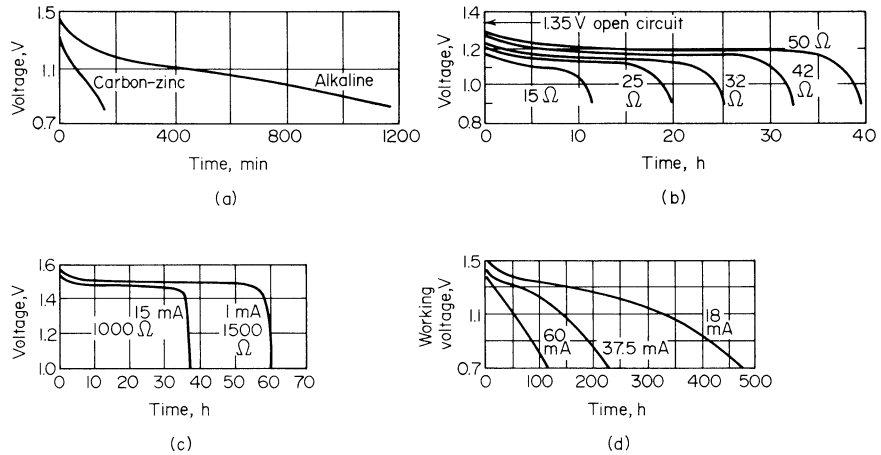 1.5
1.1
0.7
Voltage,V
Carbon-zinc
Alkaline
0
400
800
1200
Time, min
(a)
1.4
1.2
1.0
0.8
Voltage,V
1.35 V open circuit
50 Ω
15 Ω
25
Ω
32
Ω
42
Ω
0
10
20
30
40
Time, h
(b)
1.6
1.4
1.2
1.0
Voltage,V
15 mA
1000
Ω
1 mA
1500
Ω
0
10
20
30
40
50
60
70
Time, h
(c)
1.5
1.1
0.7
Working
voltage,V
60
mA
37.5 mA
18
mA
0
100
200
300
400
500
Time, h
(d)